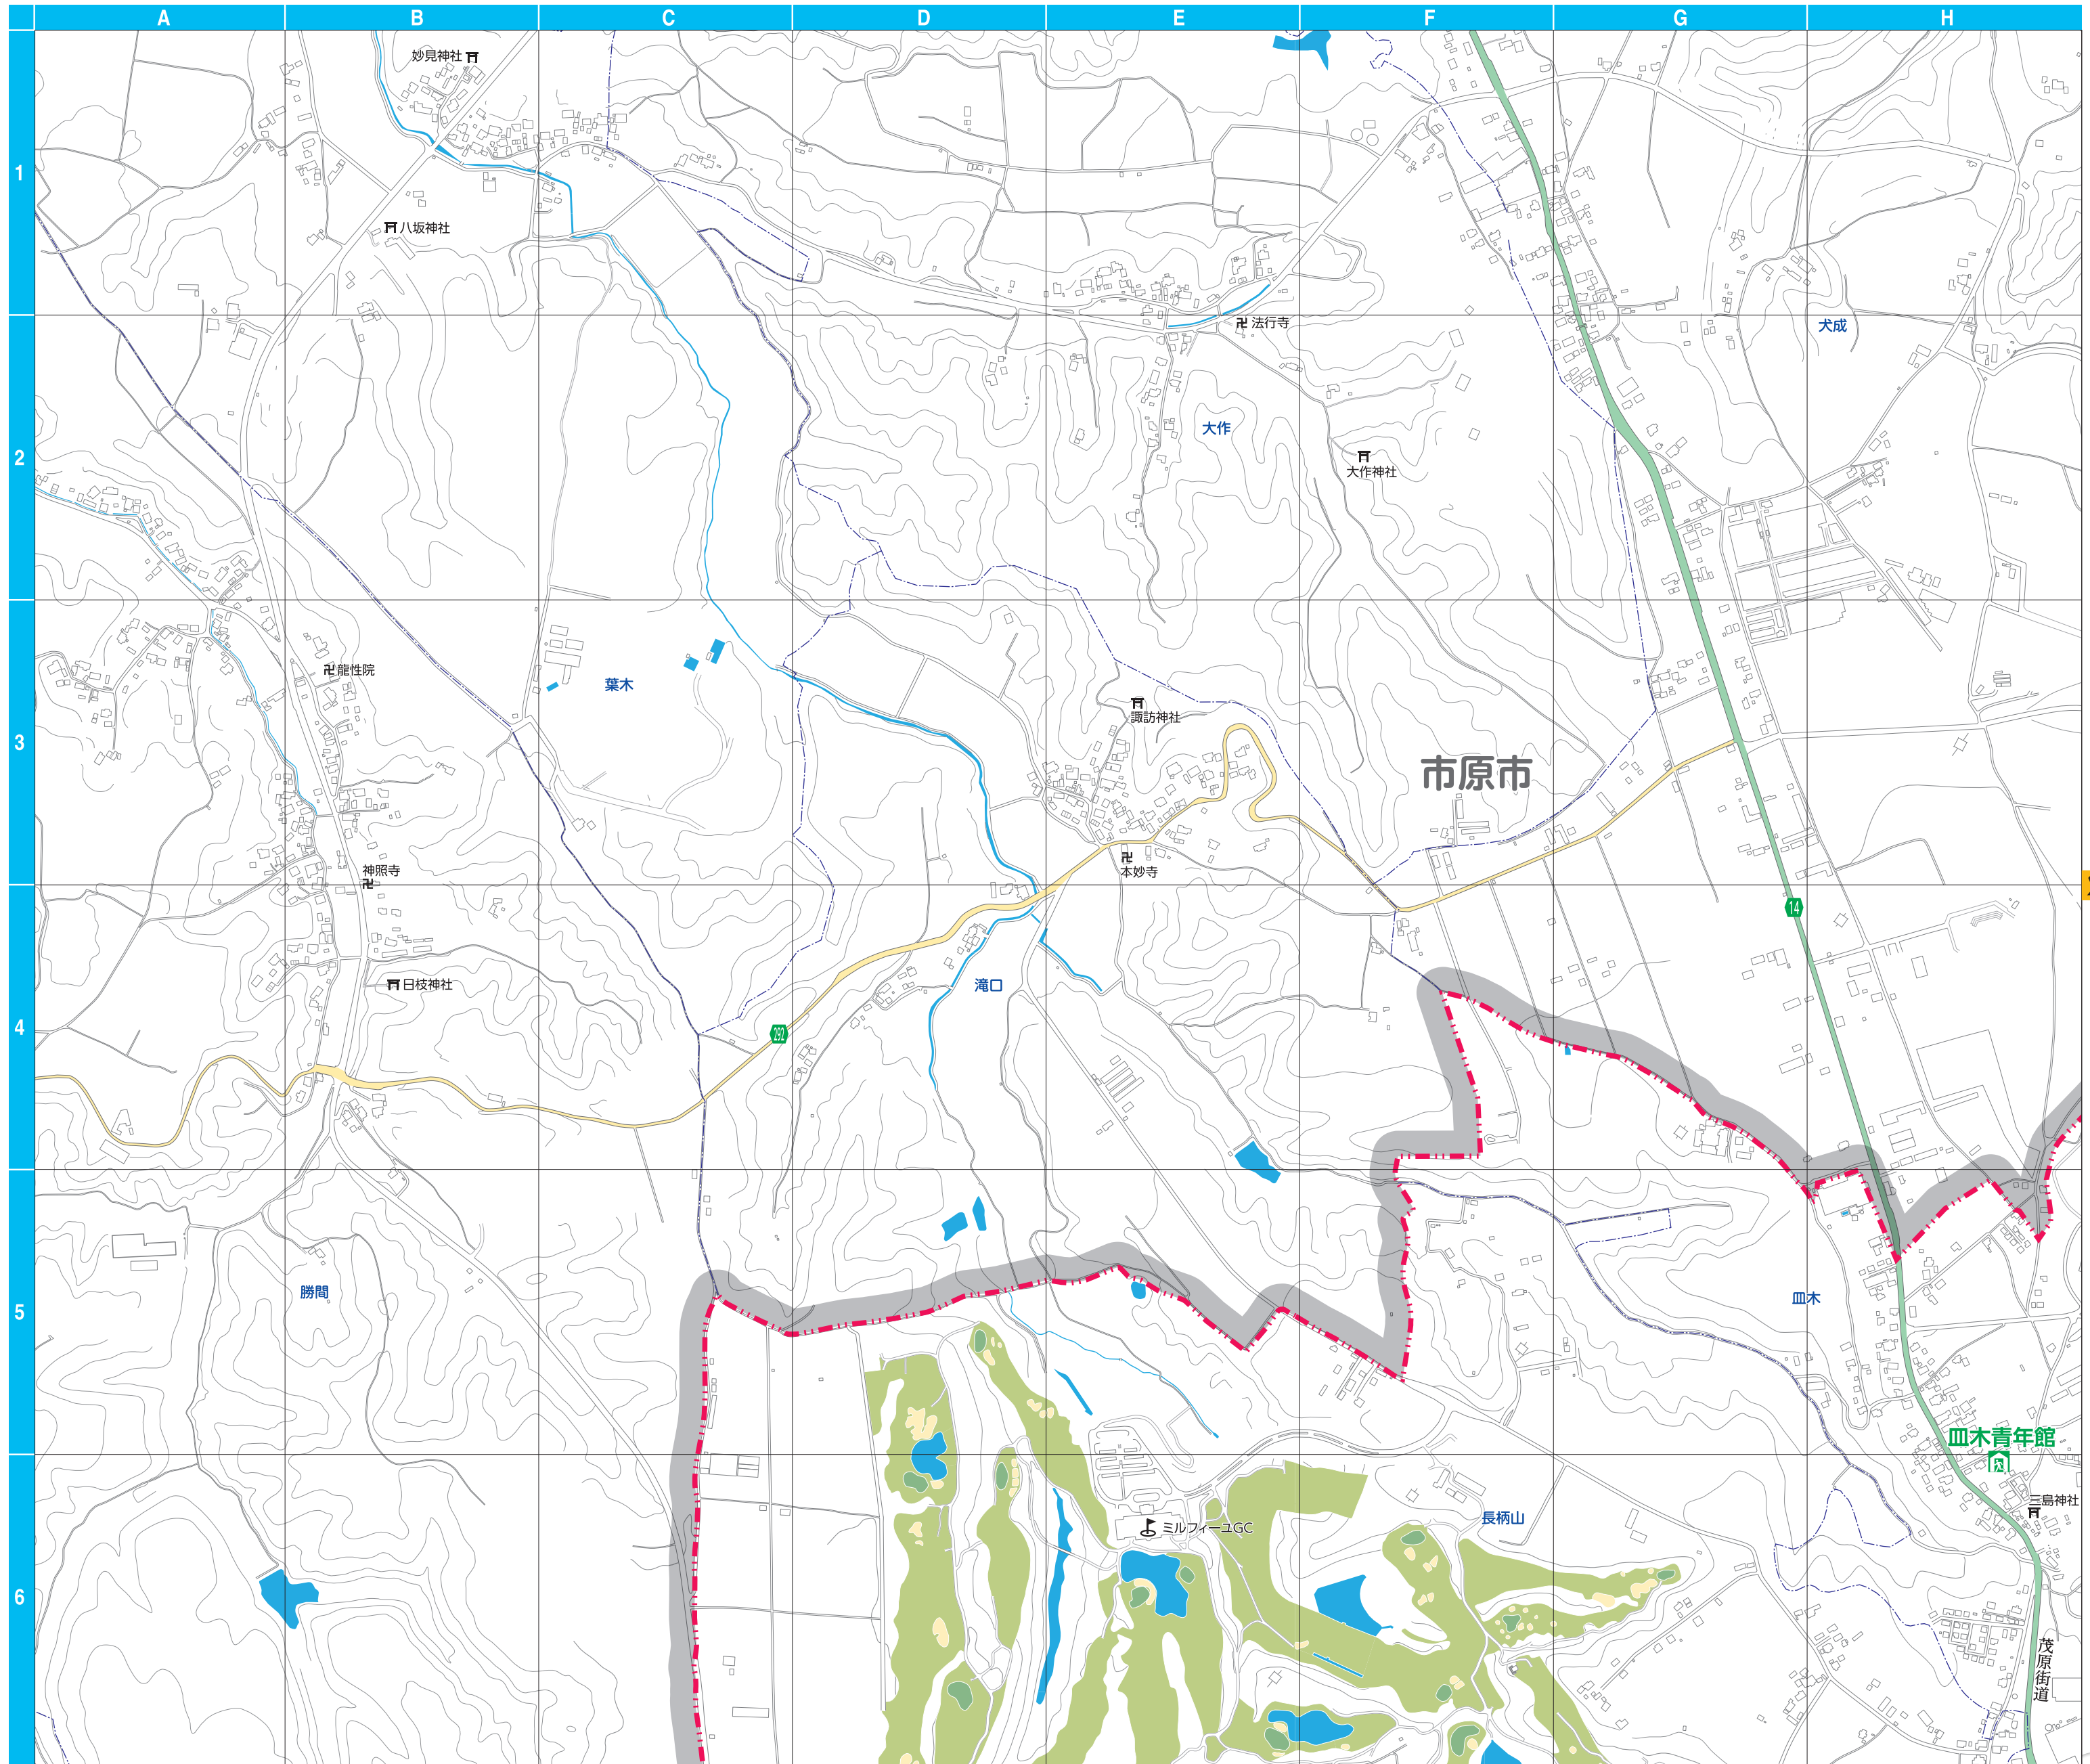 A B C D E F G H
妙見神社
1
八坂神社
法行寺
犬成
大作
2
大作神社
龍性院
葉木
諏訪神社
3
市原市
本妙寺
神照寺
14
日枝神社
滝口
4
292
勝間
5
皿木
皿木青年館
三島神社
長柄山
ミルフィーユGC
6
茂原街道